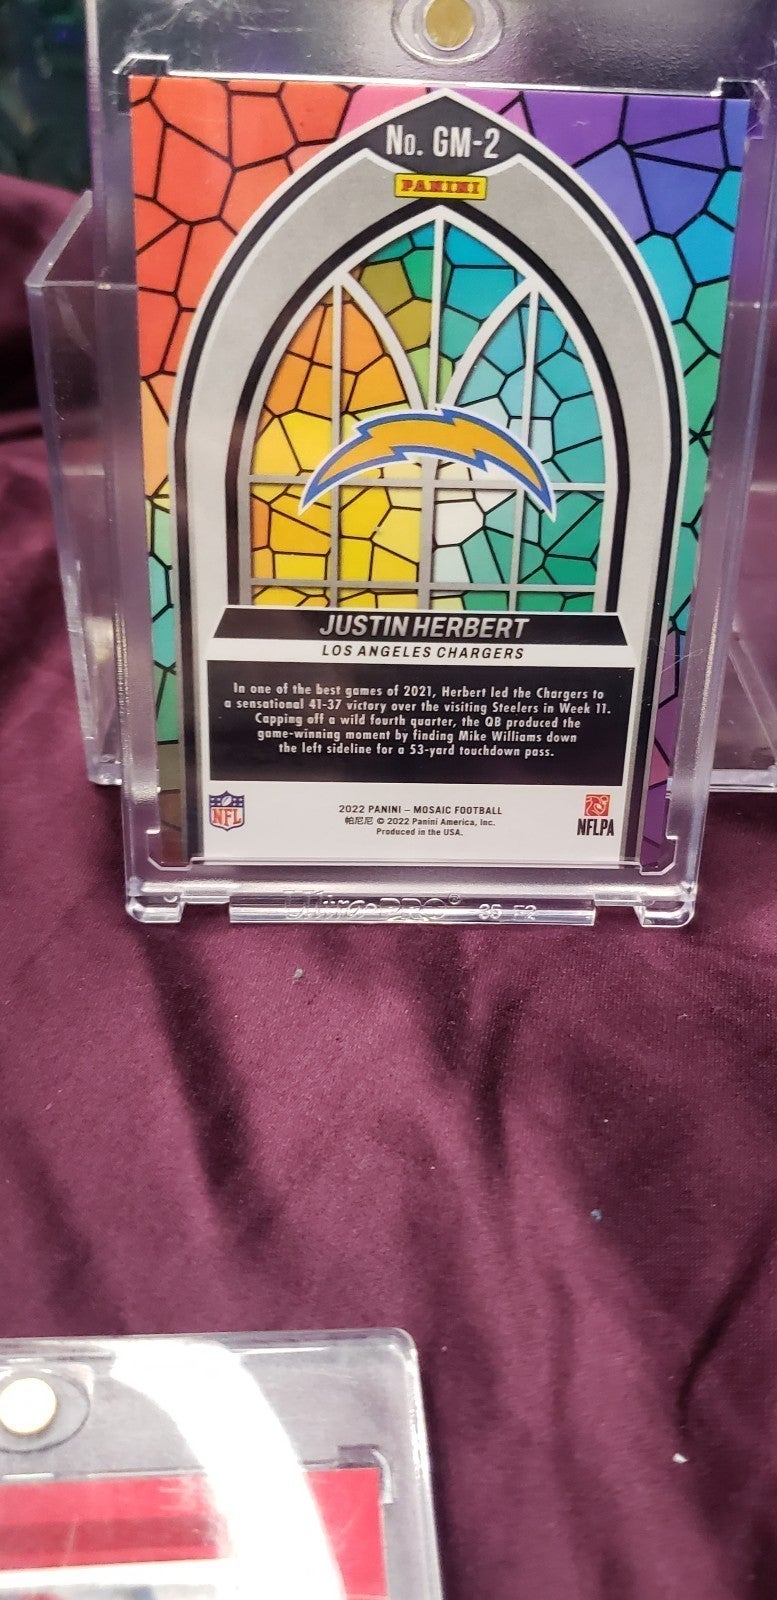 No. GM-2
PANINI
JUSTIN HERBERT
LOS ANGELES CHARGERS
In one of the best games of 2021, Herbert led the Chargers to
a sensational 41-37 victory over the visiting Steelers in Week 11.
Capping off a wild fourth quarter, the QB produced the
game-winning moment by finding Mike Williams down
the left sideline for a 53-yard touchdown pass.
NFL
2022 PANINI – MOSAIC FOOTBALL
帕尼尼 © 2022 Panini America, Inc.
Produced in the USA.
NFLPA
Ultra·PRO®